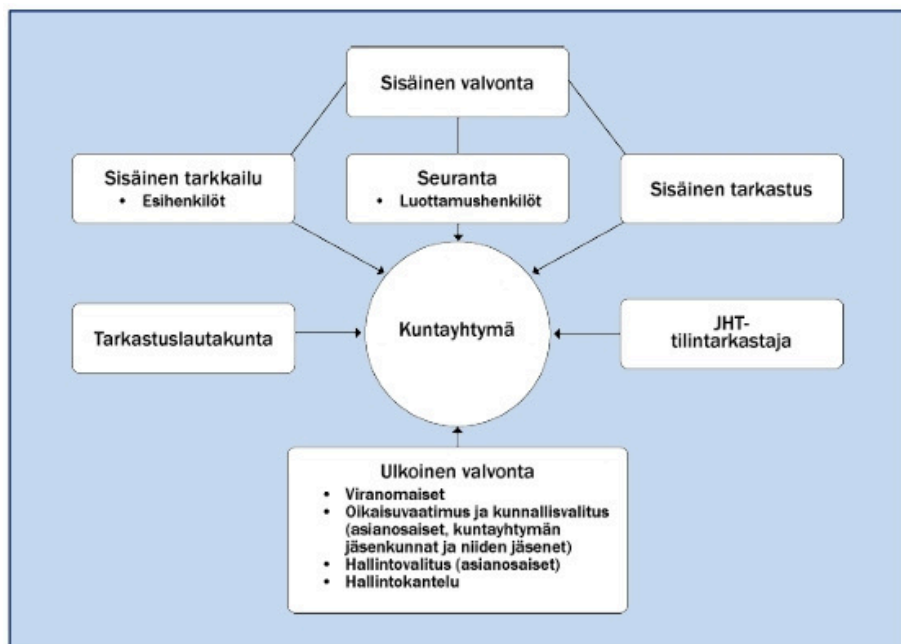 Sisäinen valvonta
Sisäinen tarkkailu
• Esihenkilöt
Seuranta
• Luottamushenkilöt
Sisäinen tarkastus
Tarkastuslautakunta
Kuntayhtymä
JHT-
tilintarkastaja
Ulkoinen valvonta
• Viranomaiset
• Oikaisuvaatimus ja kunnallisvalitus
(asianosaiset, kuntayhtymän
jäsenkunnat ja niiden jäsenet)
• Hallintovalitus (asianosaiset)
• Hallintokantelu